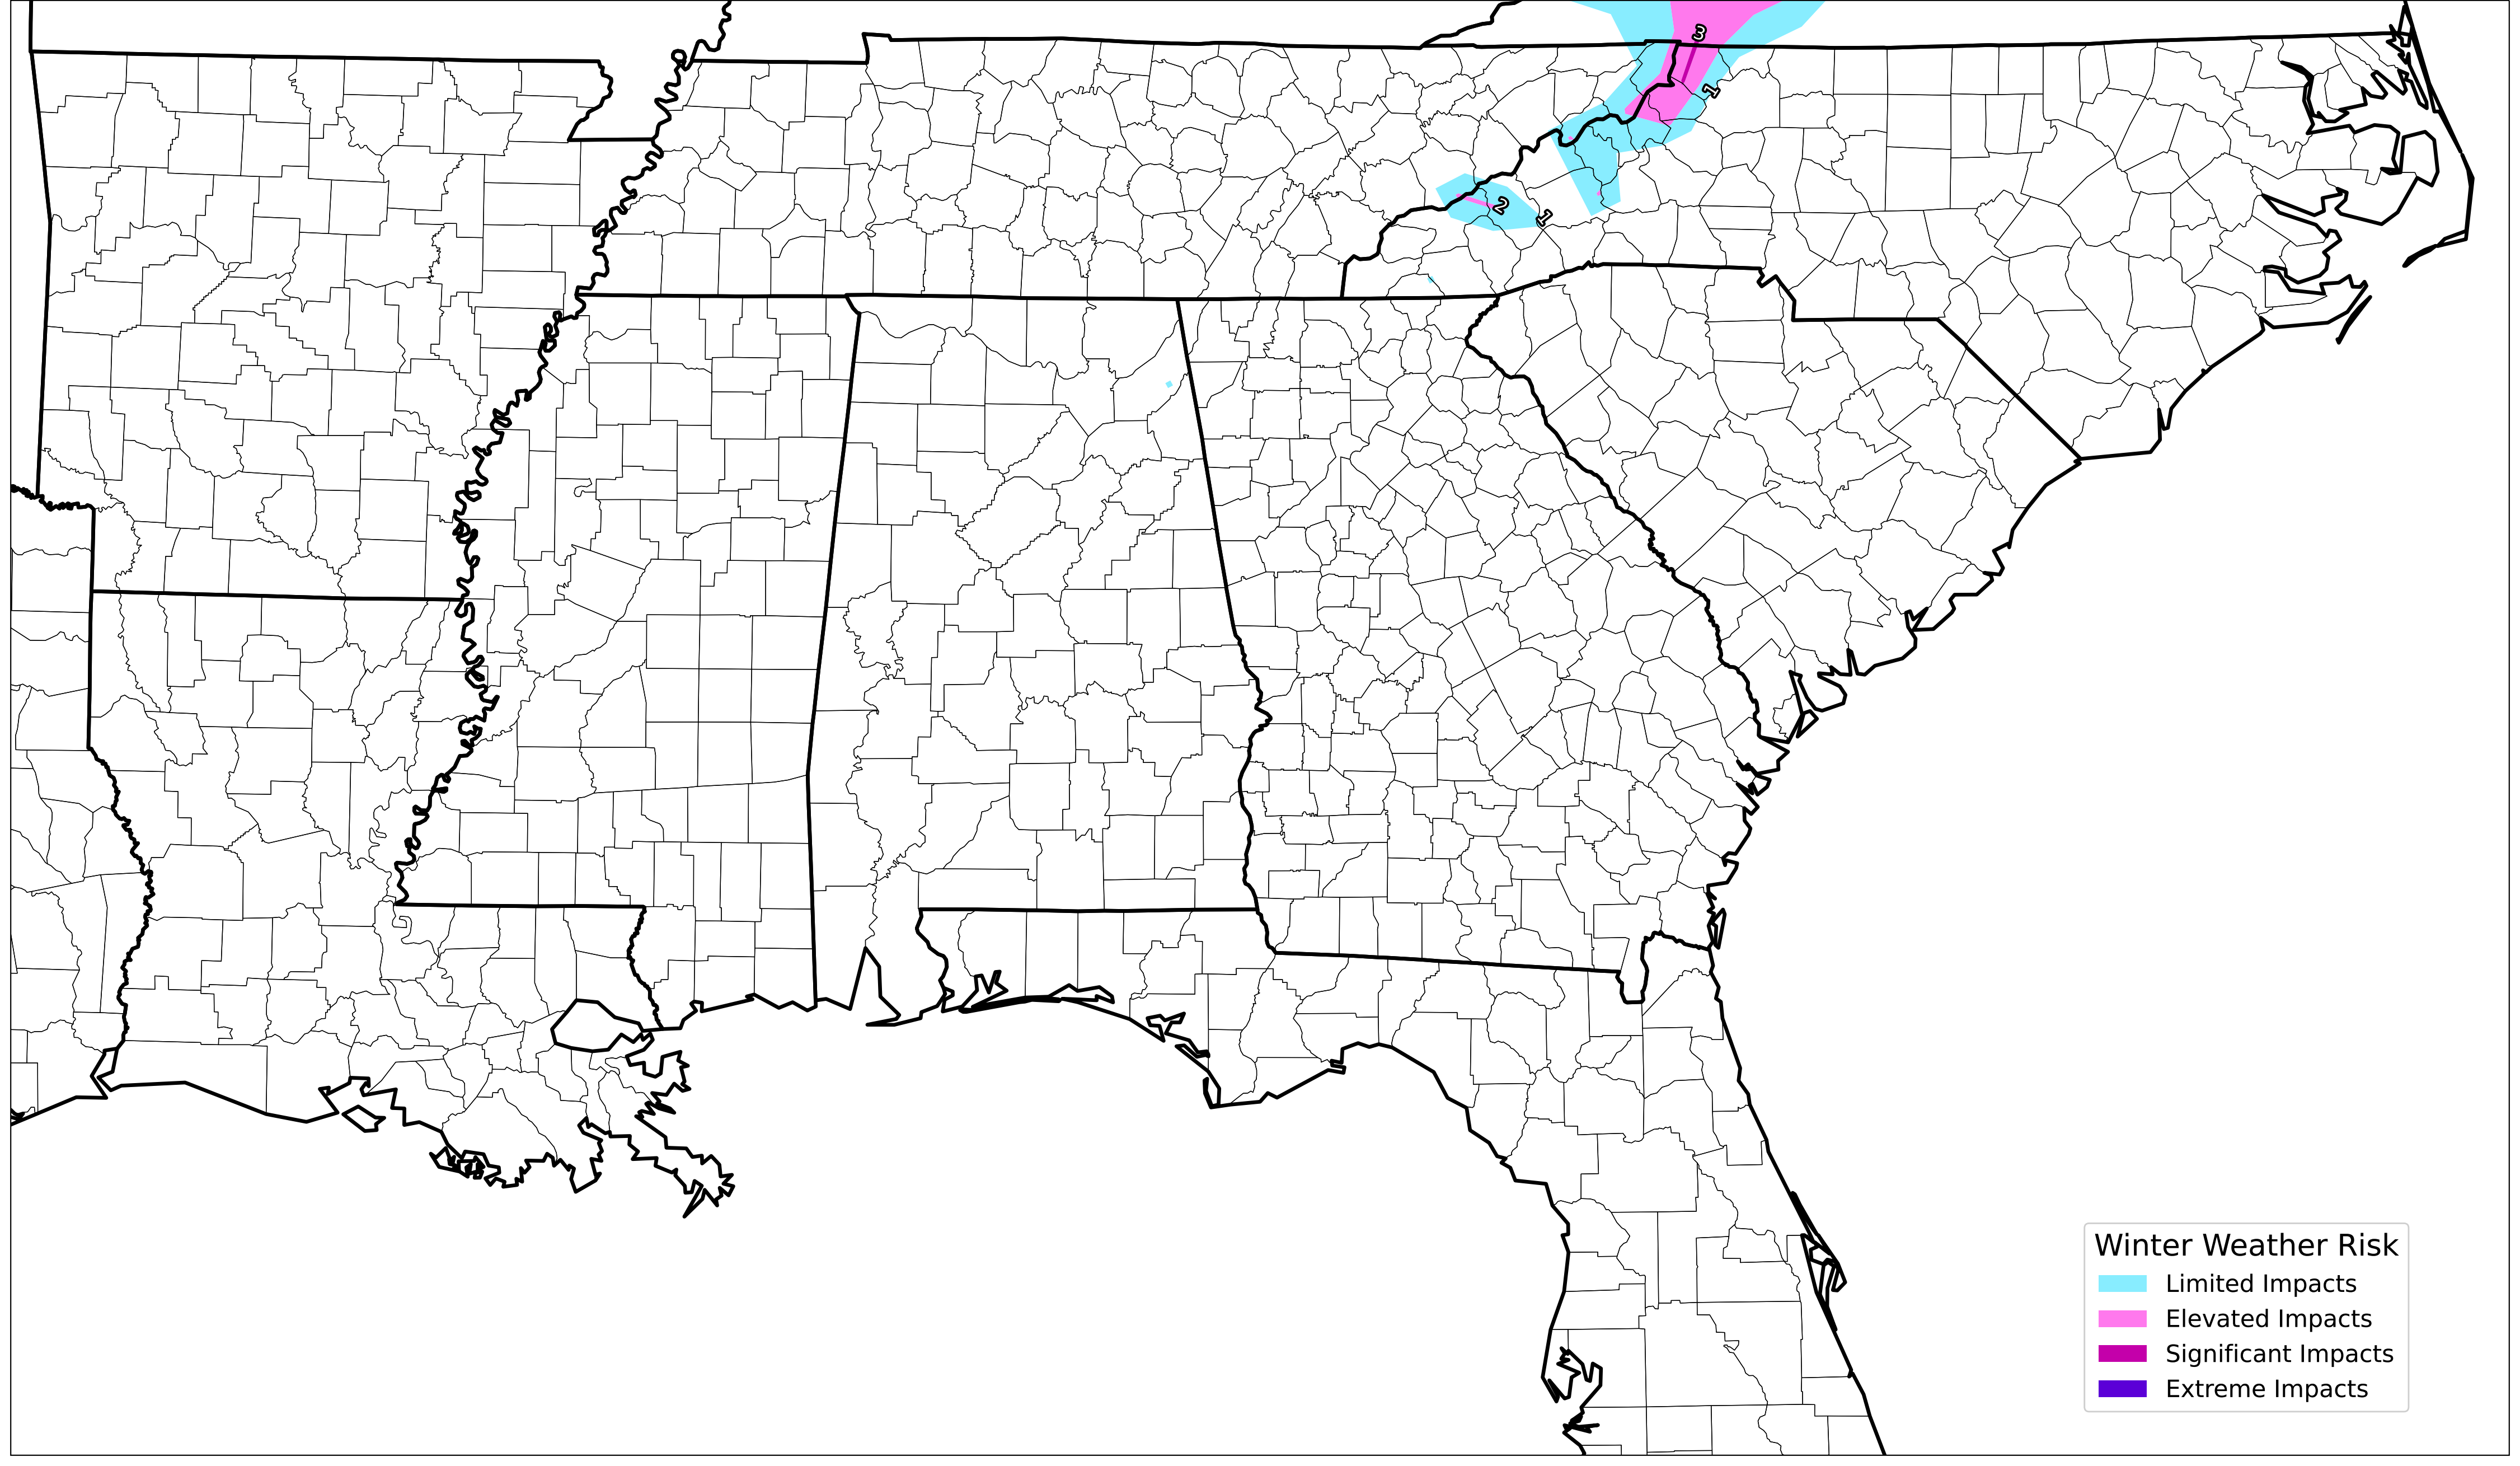 3
1
2
1
Winter Weather Risk
Limited Impacts
Elevated Impacts
Significant Impacts
Extreme Impacts